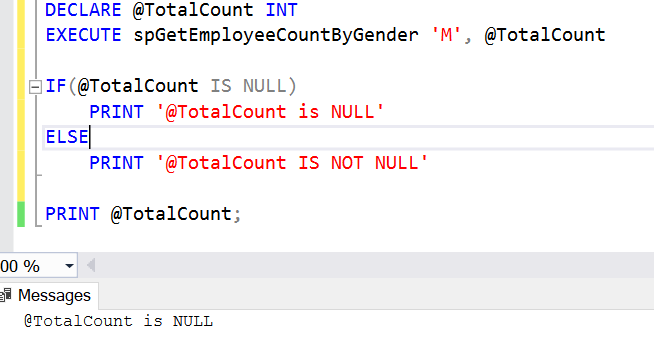 DECLARE @TotalCount INT
EXECUTE spGetEmployeeCountByGender 'M', @TotalCount
IF(@TotalCount IS NULL)
PRINT '@TotalCount is NULL'
ELSE
PRINT '@TotalCount IS NOT NULL'
PRINT @TotalCount;
00 %
Messages
@TotalCount is NULL